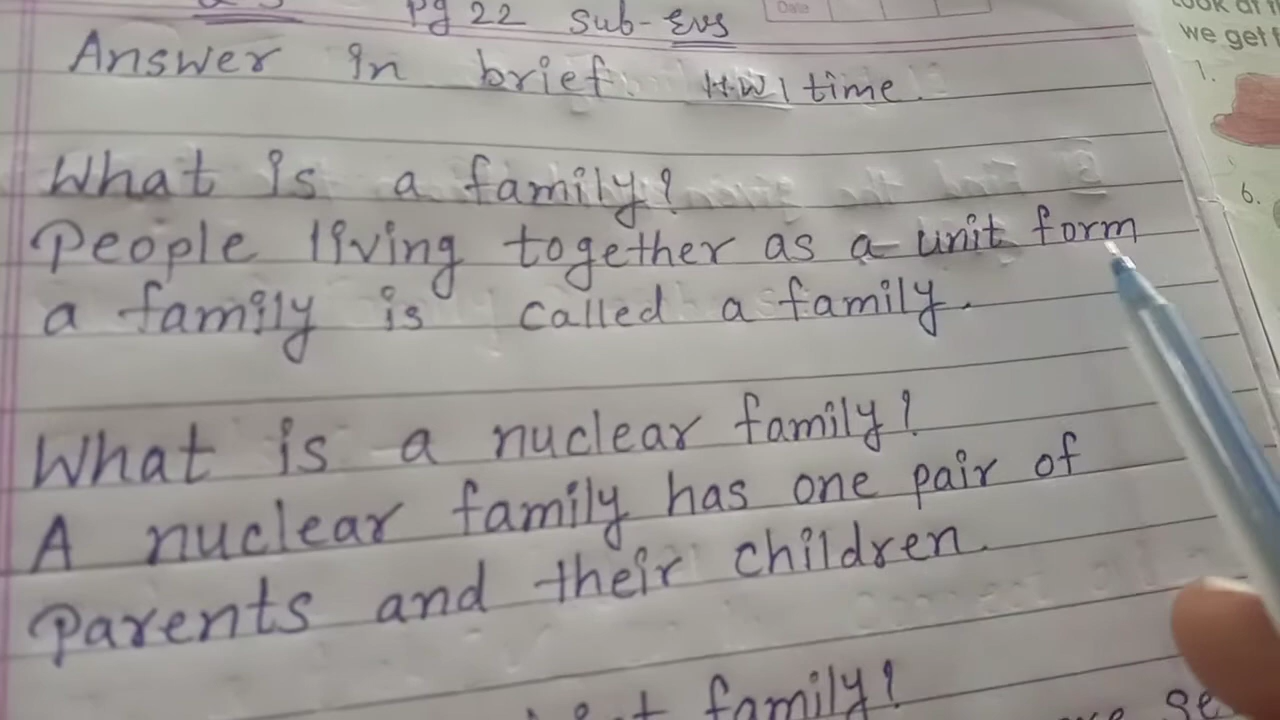 pg 22 Sub-Evs
Date
Answer in brief. HW 1 time.
What is a family?
People living together as a unit form
a family is called a family.
What is a nuclear family?
A nuclear family has one pair of
Parents and their children.
family?
we get
1.
6.